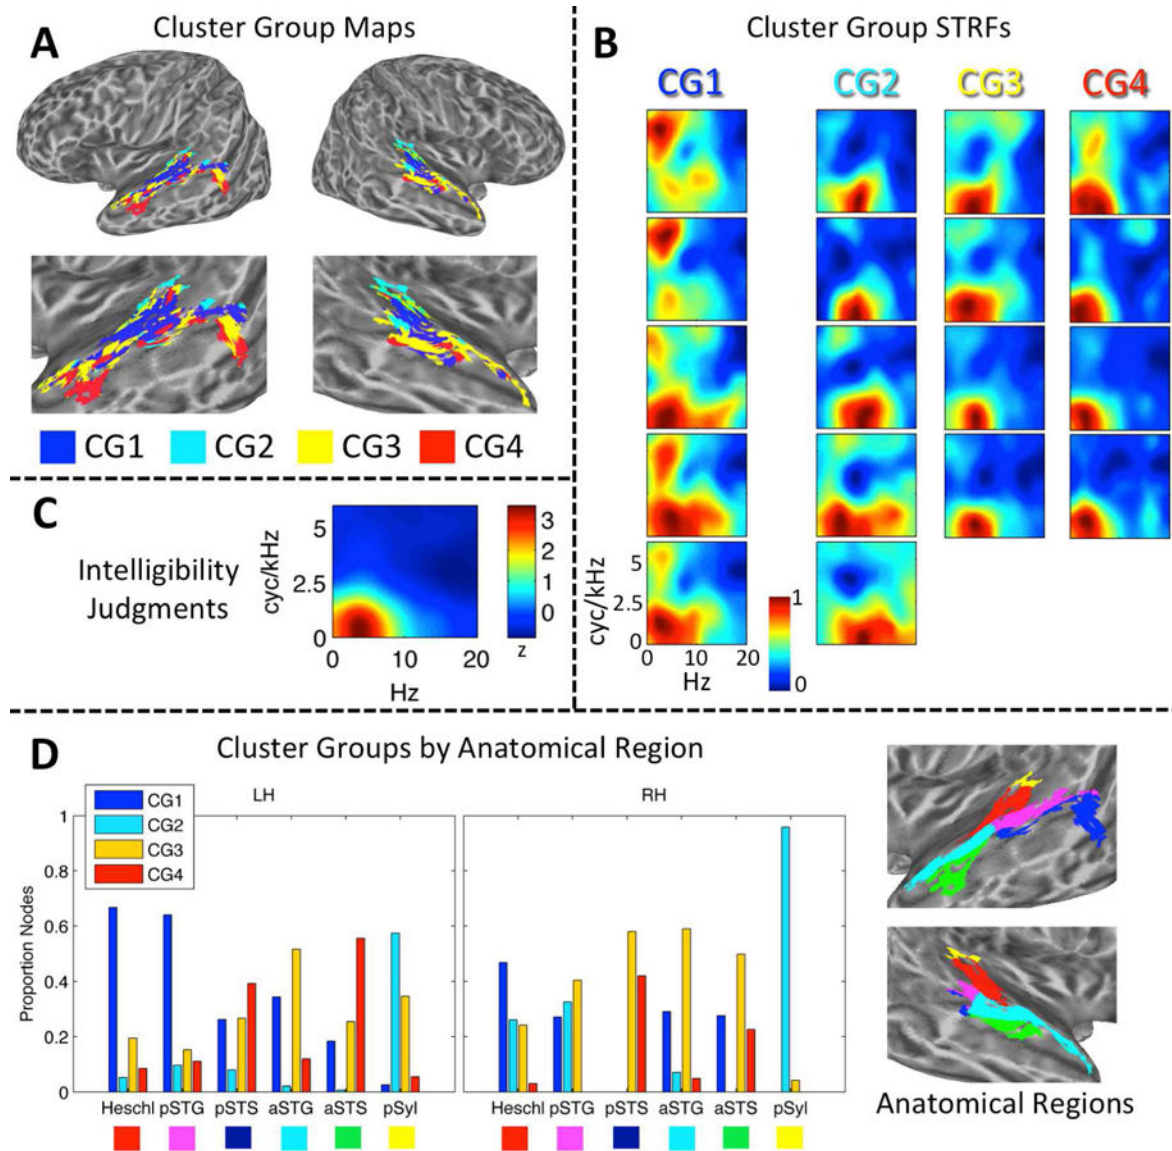 A
Cluster Group Maps
CG1 CG2 CG3 CG4
B
Cluster Group STRFs
CG1 CG2 CG3 CG4
cyc/kHz
5
2.5
0
0 10 20
Hz
1
0
C
Intelligibility
Judgments
cyc/kHz
5
2.5
0
0 10 20
Hz
3
2
1
0
z
D
Cluster Groups by Anatomical Region
CG1
CG2
CG3
CG4
LH
RH
Proportion Nodes
1
0.8
0.6
0.4
0.2
0
Heschl pSTG pSTS aSTG aSTS pSyl
Heschl pSTG pSTS aSTG aSTS pSyl
Anatomical Regions